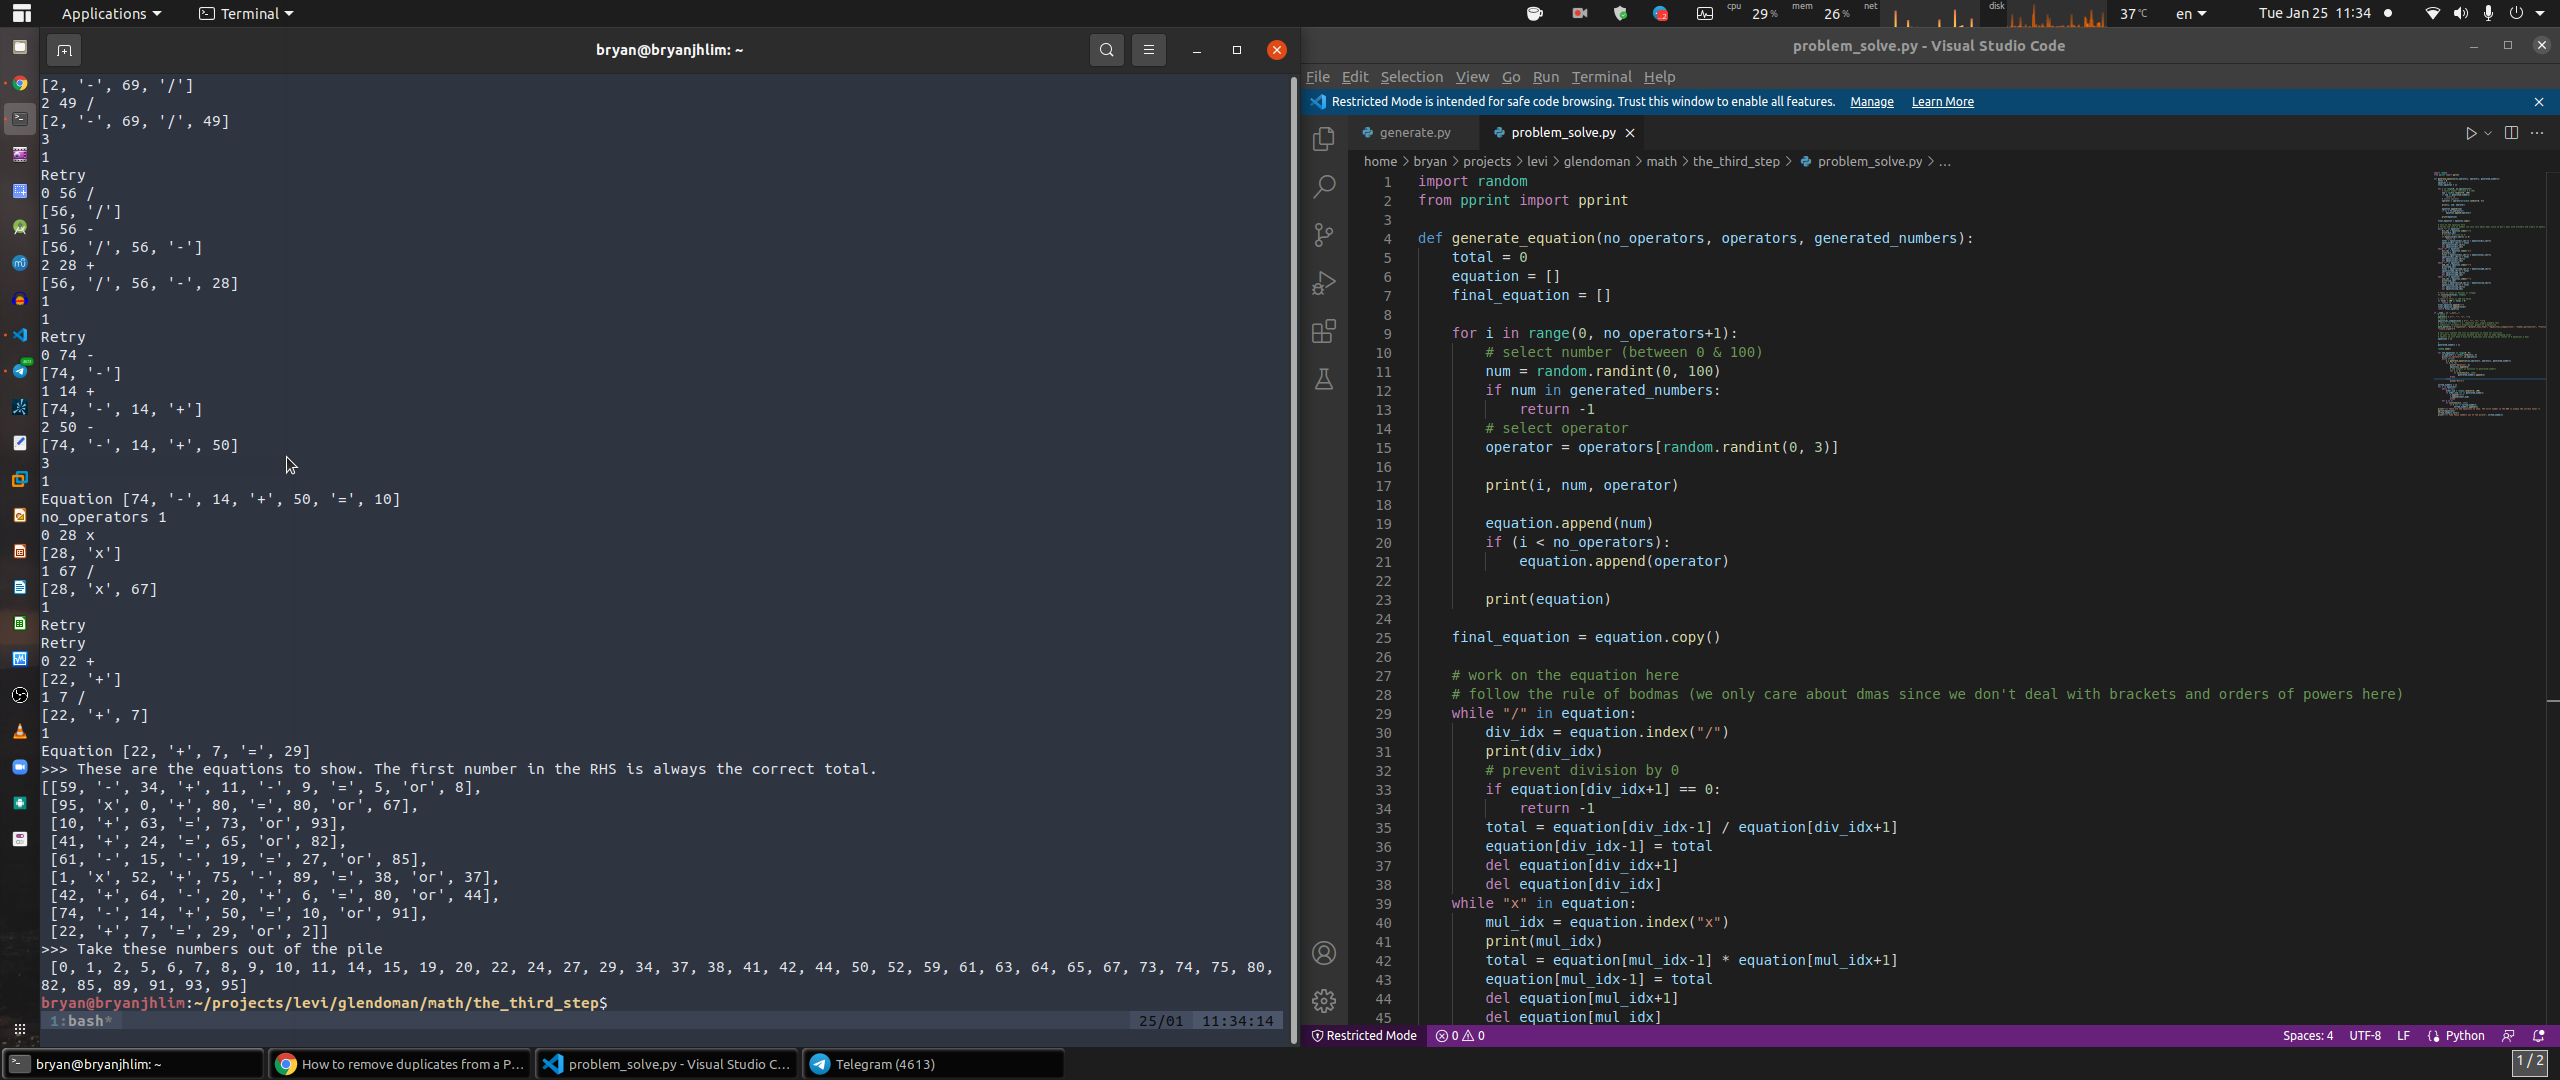 Applications
Terminal
cpu 29%
mem 26%
net
disk
37°C
en
Tue Jan 25 11:34
bryan@bryanjhlim: ~
[2, '-', 69, '/']
2 49 /
[2, '-', 69, '/', 49]
3
1
Retry
0 56 /
[56, '/']
1 56 -
[56, '/', 56, '-']
2 28 +
[56, '/', 56, '-', 28]
1
1
Retry
0 74 -
[74, '-']
1 14 +
[74, '-', 14, '+']
2 50 -
[74, '-', 14, '+', 50]
3
1
Equation [74, '-', 14, '+', 50, '=', 10]
no_operators 1
0 28 x
[28, 'x']
1 67 /
[28, 'x', 67]
1
Retry
Retry
0 22 +
[22, '+']
1 7 /
[22, '+', 7]
1
Equation [22, '+', 7, '=', 29]
>>> These are the equations to show. The first number in the RHS is always the correct total.
[[59, '-', 34, '+', 11, '-', 9, '=', 5, 'or', 8],
[95, 'x', 0, '+', 80, '=', 80, 'or', 67],
[10, '+', 63, '=', 73, 'or', 93],
[41, '+', 24, '=', 65, 'or', 82],
[61, '-', 15, '-', 19, '=', 27, 'or', 85],
[1, 'x', 52, '+', 75, '-', 89, '=', 38, 'or', 37],
[42, '+', 64, '-', 20, '+', 6, '=', 80, 'or', 44],
[74, '-', 14, '+', 50, '=', 10, 'or', 91],
[22, '+', 7, '=', 29, 'or', 2]]
>>> Take these numbers out of the pile
[0, 1, 2, 5, 6, 7, 8, 9, 10, 11, 14, 15, 19, 20, 22, 24, 27, 29, 34, 37, 38, 41, 42, 44, 50, 52, 59, 61, 63, 64, 65, 67, 73, 74, 75, 80,
82, 85, 89, 91, 93, 95]
bryan@bryanjhlim:~/projects/levi/glendoman/math/the_third_step$
1:bash*
25/01 11:34:14
problem_solve.py - Visual Studio Code
File Edit Selection View Go Run Terminal Help
Restricted Mode is intended for safe code browsing. Trust this window to enable all features. Manage Learn More
generate.py
problem_solve.py
home > bryan > projects > levi > glendoman > math > the_third_step > problem_solve.py > ...
1 import random
2 from pprint import pprint
3
4 def generate_equation(no_operators, operators, generated_numbers):
5 total = 0
6 equation = []
7 final_equation = []
8
9 for i in range(0, no_operators+1):
10 # select number (between 0 & 100)
11 num = random.randint(0, 100)
12 if num in generated_numbers:
13 return -1
14 # select operator
15 operator = operators[random.randint(0, 3)]
16
17 print(i, num, operator)
18
19 equation.append(num)
20 if (i < no_operators):
21 equation.append(operator)
22
23 print(equation)
24
25 final_equation = equation.copy()
26
27 # work on the equation here
28 # follow the rule of bodmas (we only care about dmas since we don't deal with brackets and orders of powers here)
29 while "/" in equation:
30 div_idx = equation.index("/")
31 print(div_idx)
32 # prevent division by 0
33 if equation[div_idx+1] == 0:
34 return -1
35 total = equation[div_idx-1] / equation[div_idx+1]
36 equation[div_idx-1] = total
37 del equation[div_idx+1]
38 del equation[div_idx]
39 while "x" in equation:
40 mul_idx = equation.index("x")
41 print(mul_idx)
42 total = equation[mul_idx-1] * equation[mul_idx+1]
43 equation[mul_idx-1] = total
44 del equation[mul_idx+1]
45 del equation[mul_idx]
Restricted Mode
0 0
Spaces: 4 UTF-8 LF Python
bryan@bryanjhlim: ~
How to remove duplicates from a P...
problem_solve.py - Visual Studio C...
Telegram (4613)
1 / 2